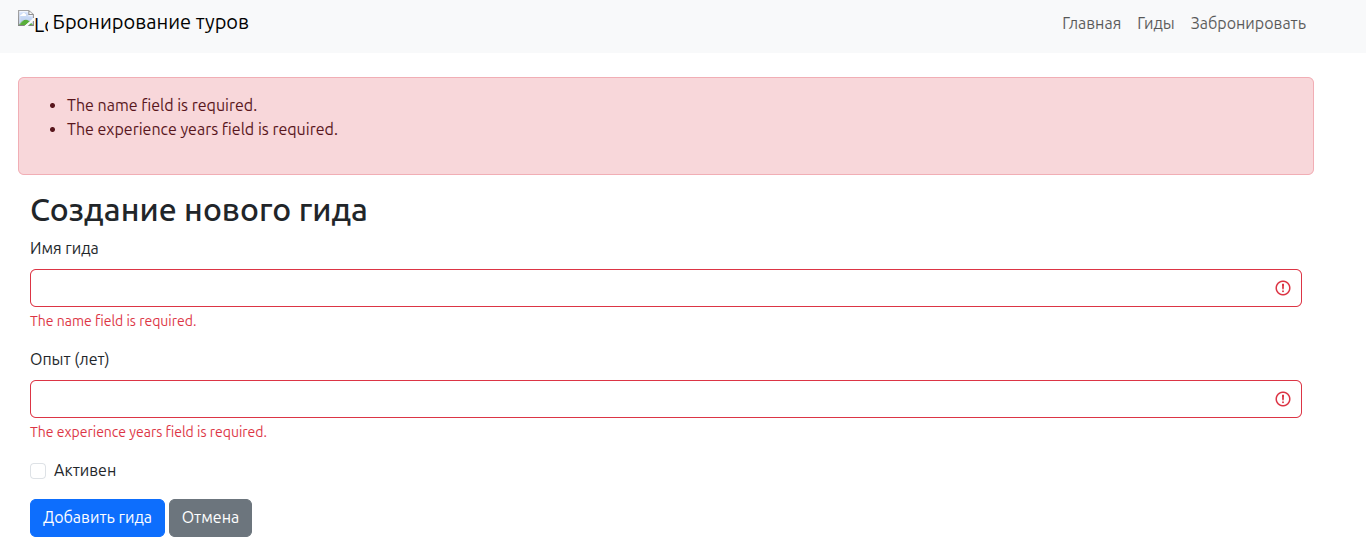 Бронирование туров
Главная Гиды Забронировать
The name field is required.
The experience years field is required.
Создание нового гида
Имя гида
The name field is required.
Опыт (лет)
The experience years field is required.
Активен
Добавить гида Отмена